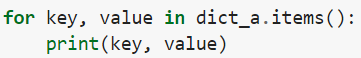 for key, value in dict_a.items():
    print(key, value)